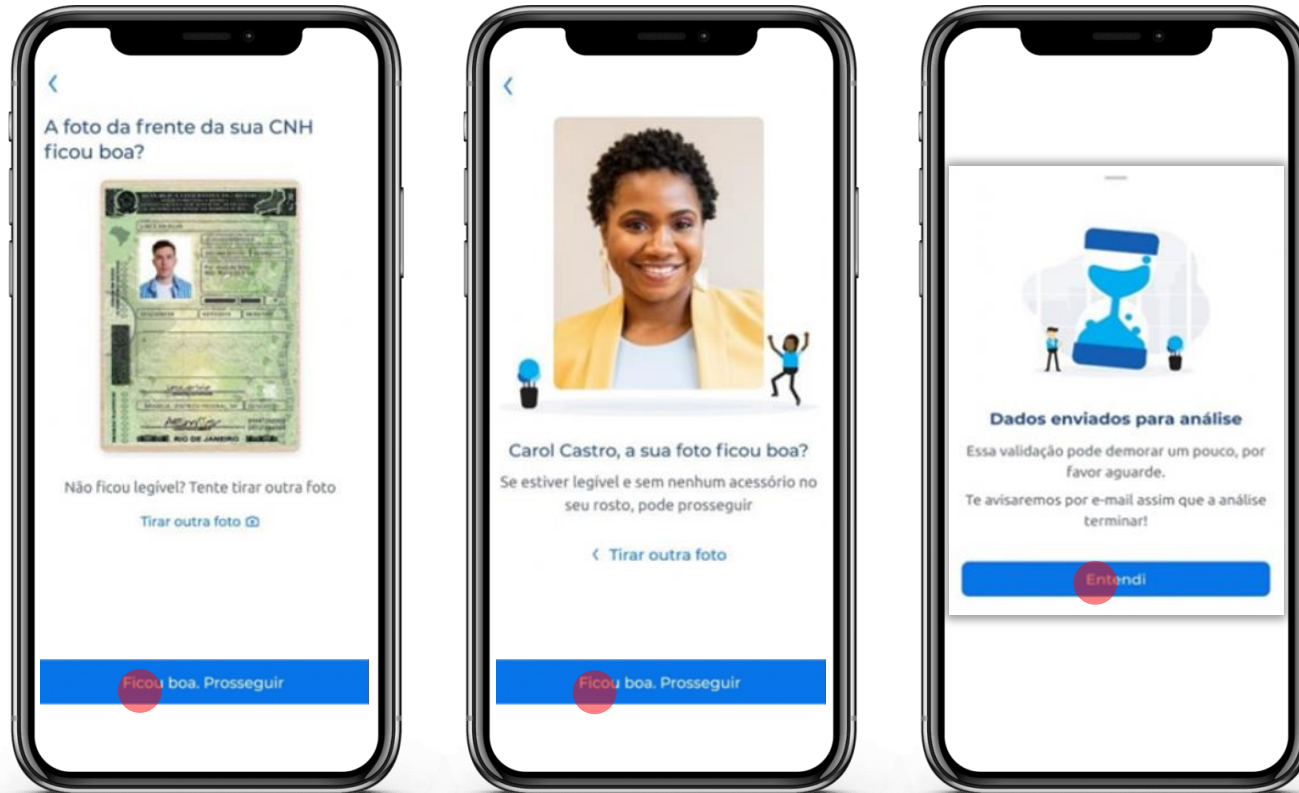 A foto da frente da sua CNH
ficou boa?
RIO DE JANEIRO
Não ficou legível? Tente tirar outra foto
Tirar outra foto
Ficou boa. Prosseguir
Carol Castro, a sua foto ficou boa?
Se estiver legível e sem nenhum acessório no
seu rosto, pode prosseguir
Tirar outra foto
Ficou boa. Prosseguir
Dados enviados para análise
Essa validação pode demorar um pouco, por
favor aguarde.
Te avisaremos por e-mail assim que a análise
terminar!
Entendi